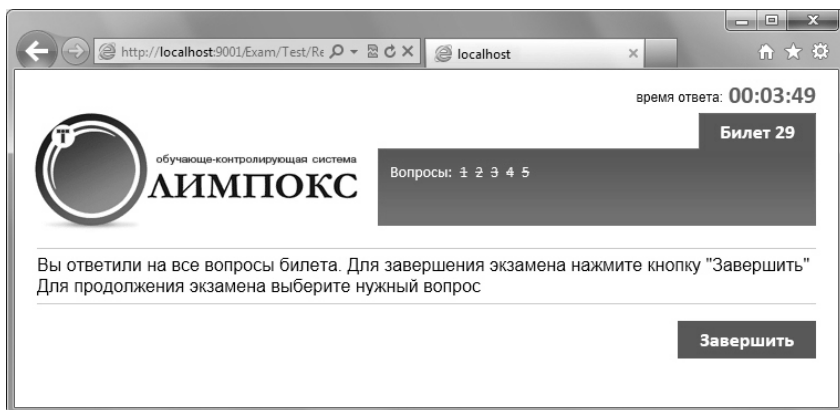 http://localhost:9001/Exam/Test/Re
localhost
время ответа: 00:03:49
Билет 29
обучающе-контролирующая система
ЛИМПОКС
Вопросы: 1 2 3 4 5
Вы ответили на все вопросы билета. Для завершения экзамена нажмите кнопку "Завершить"
Для продолжения экзамена выберите нужный вопрос
Завершить